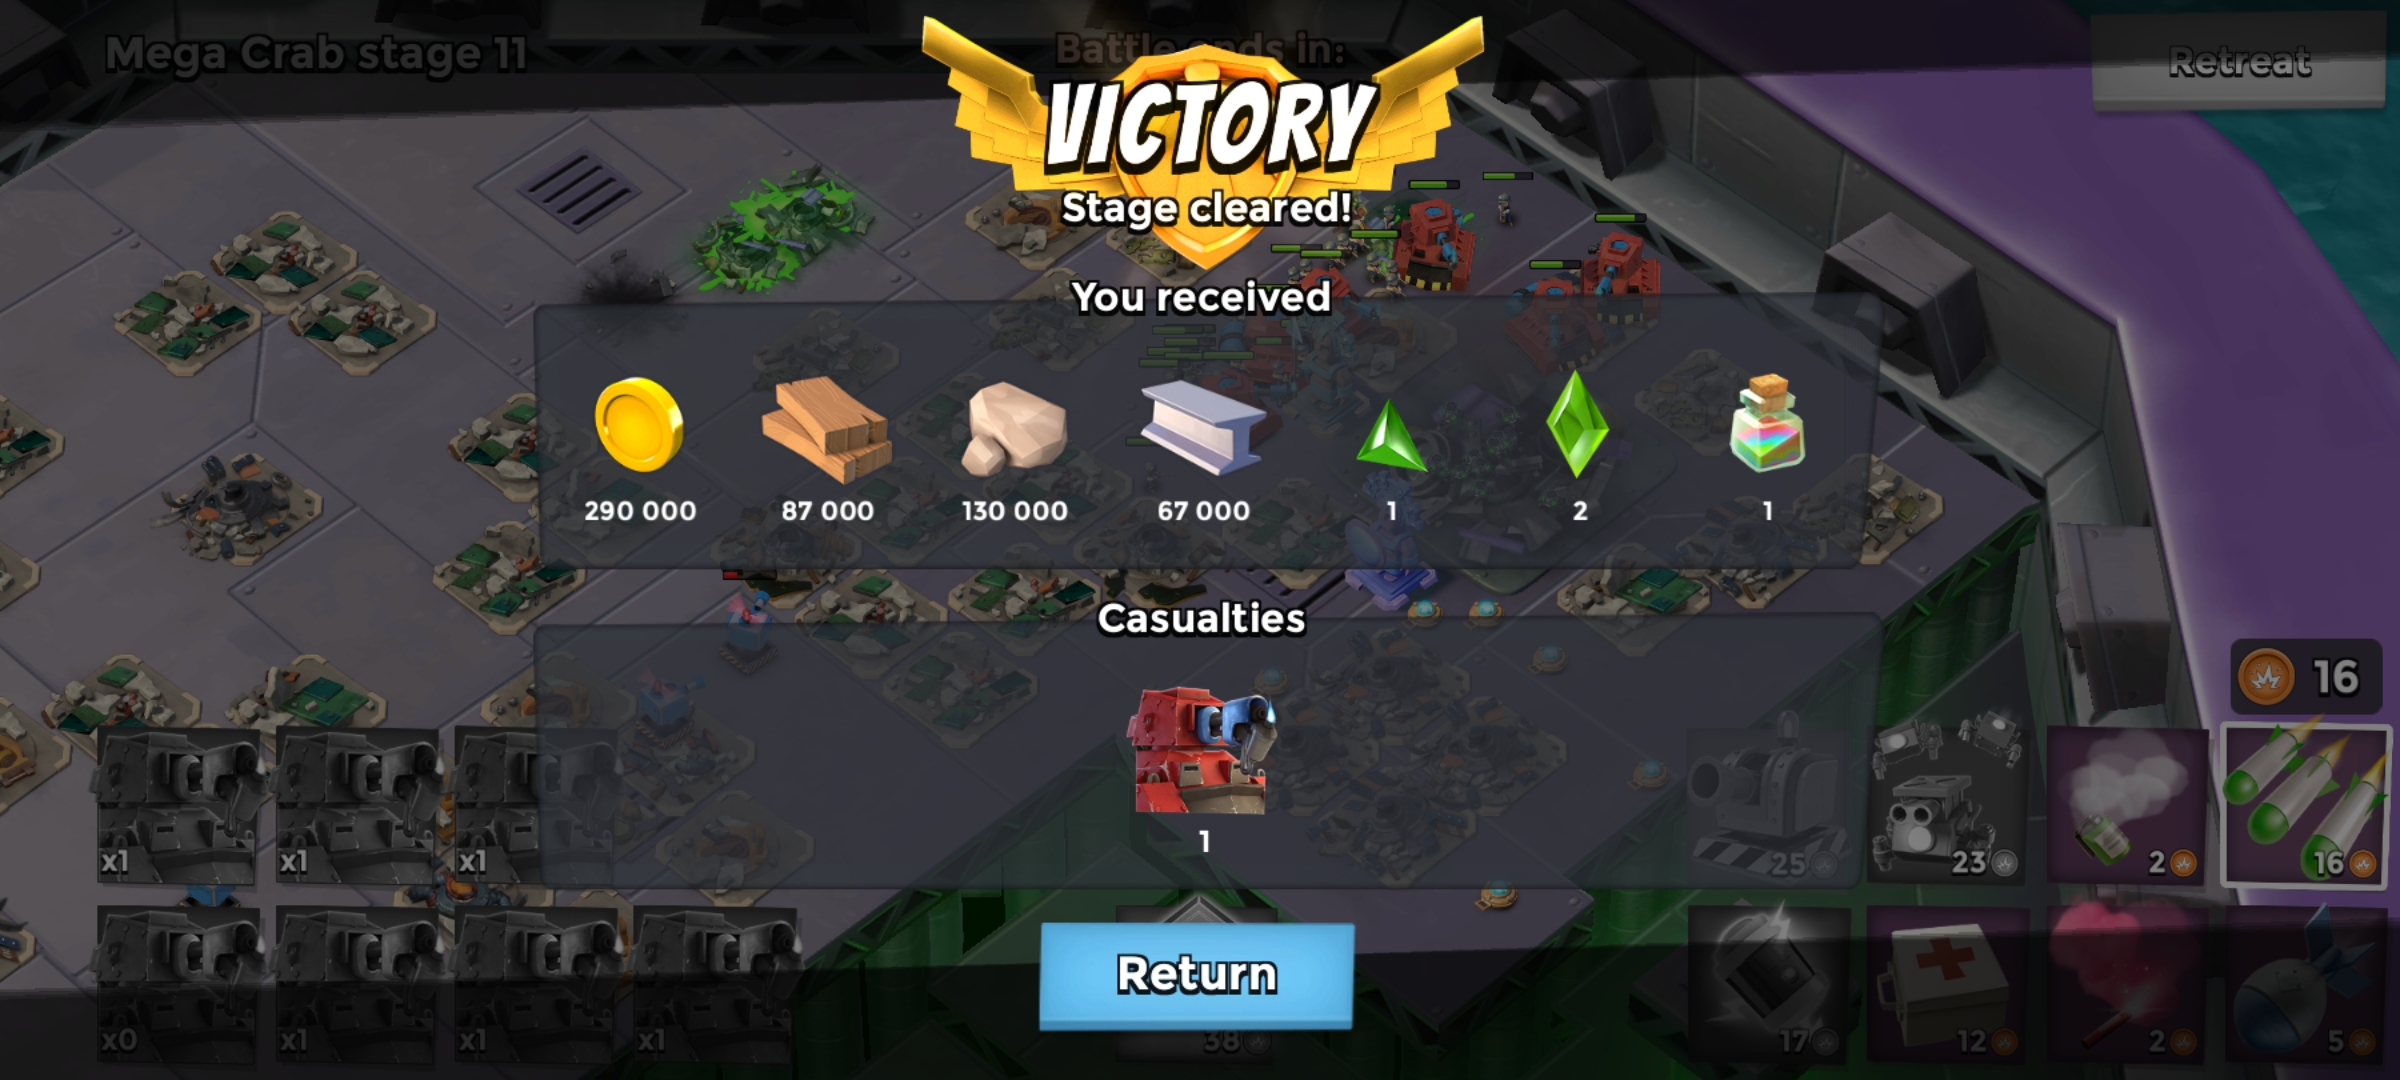 Mega Crab stage 11
Battle ends in:
Retreat
VICTORY
Stage cleared!
You received
290 000
87 000
130 000
67 000
1
2
1
Casualties
1
16
x1
x1
x1
25
23
2
16
Return
x0
x1
x1
x1
38
17
12
2
5